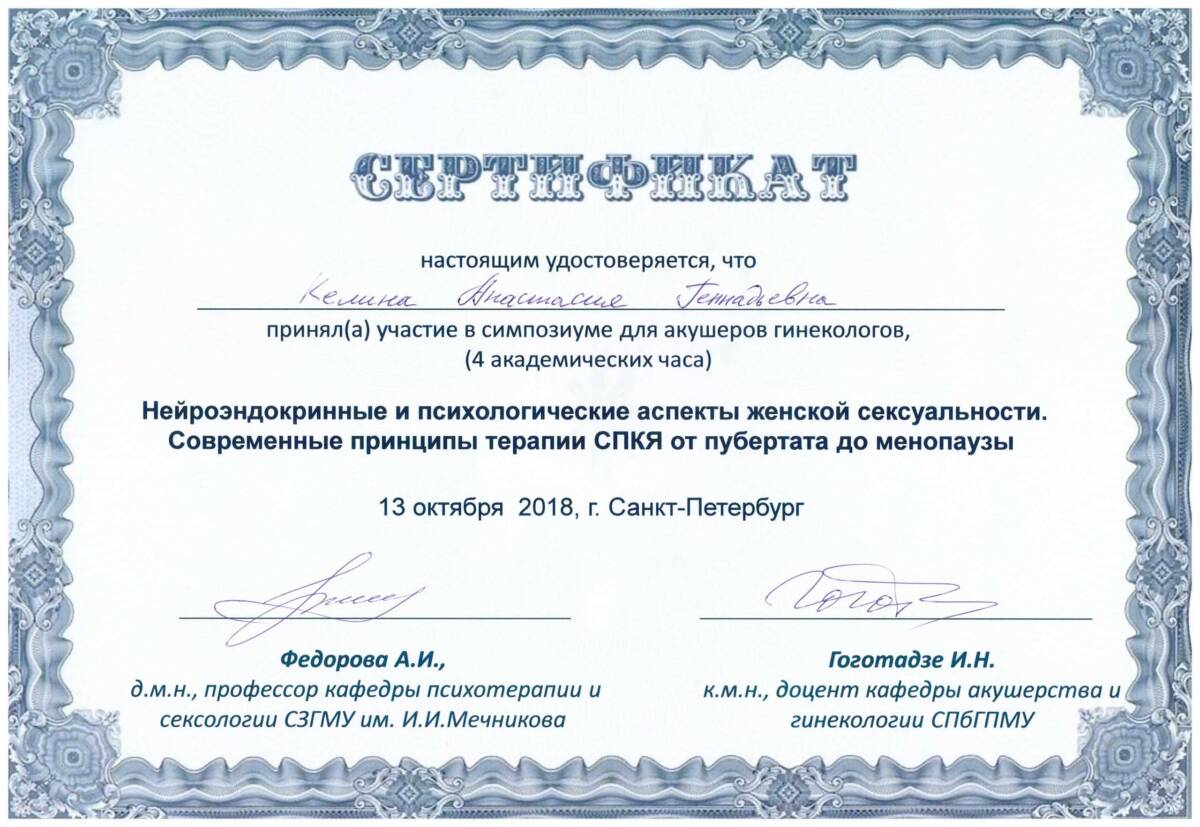 СЕРТИФИКАТ
настоящим удостоверяется, что
Келина Анастасия Геннадьевна
принял(а) участие в симпозиуме для акушеров гинекологов,
(4 академических часа)
Нейроэндокринные и психологические аспекты женской сексуальности.
Современные принципы терапии СПКЯ от пубертата до менопаузы
13 октября 2018, г. Санкт-Петербург
Федорова А.И.,
д.м.н., профессор кафедры психотерапии и
сексологии СЗГМУ им. И.И.Мечникова
Гоготадзе И.Н.
к.м.н., доцент кафедры акушерства и
гинекологии СПбГПМУ